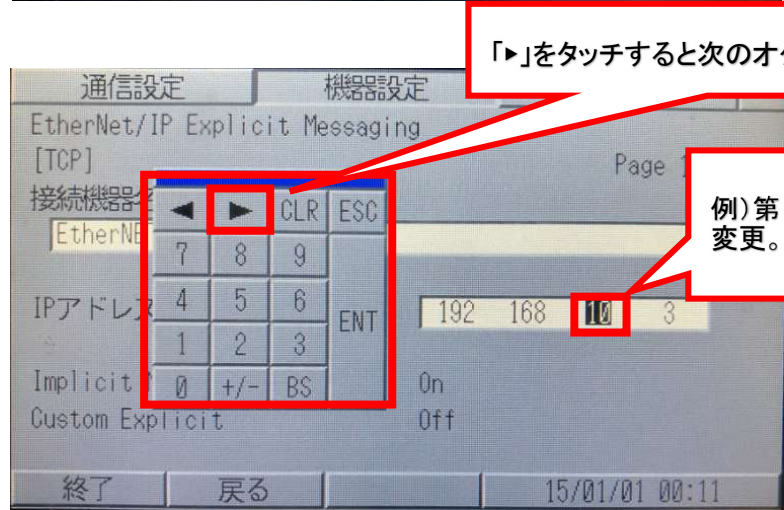 「▶」をタッチすると次のオク
通信設定
機器設定
EtherNet/IP Explicit Messaging
[TCP]
Page 1
接続機器名
例)第
変更。
◀ ▶ CLR ESC
EtherNE
7 8 9
IPアドレス
4 5 6
ENT
192 168 10 3
1 2 3
Implicit
0 +/- BS
On
Custom Explicit
Off
終了
戻る
15/01/01 00:11